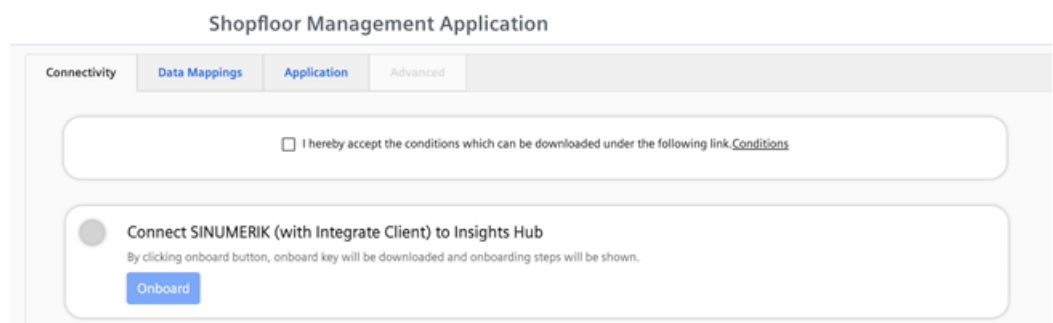 Shopfloor Management Application
Connectivity Data Mappings Application Advanced
I hereby accept the conditions which can be downloaded under the following link.Conditions
Connect SINUMERIK (with Integrate Client) to Insights Hub
By clicking onboard button, onboard key will be downloaded and onboarding steps will be shown.
Onboard